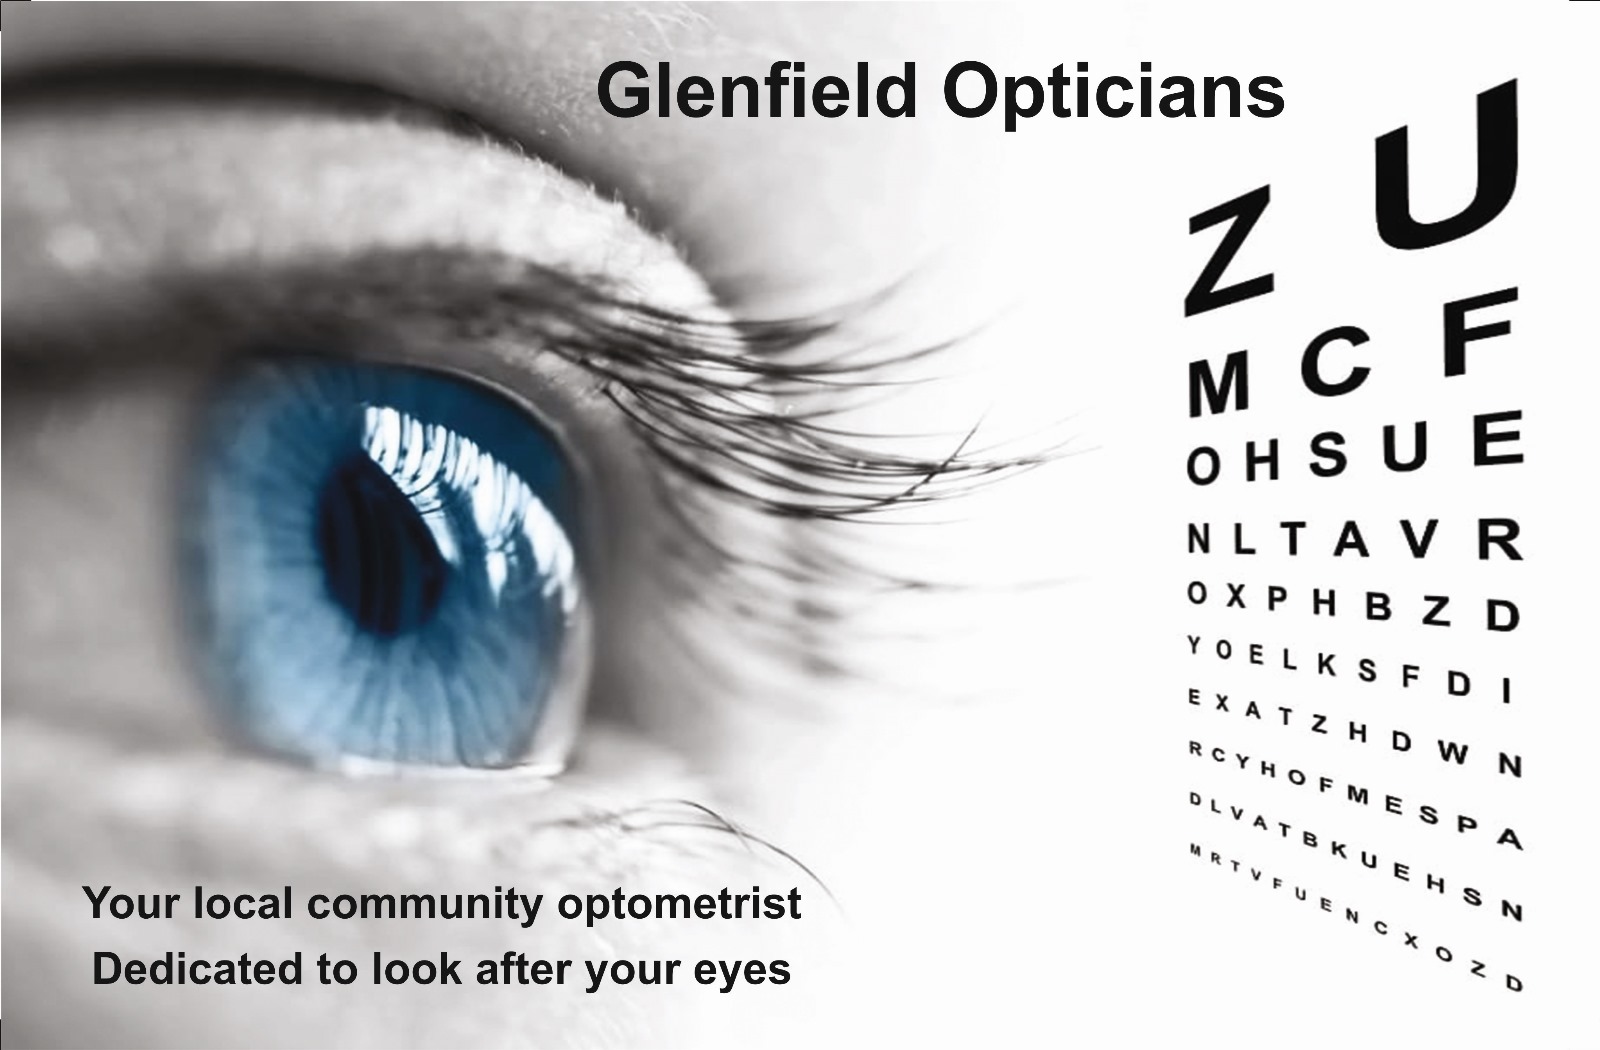 Glenfield Opticians
Z U
M C F
O H S U E
N L T A V R
O X P H B Z D
Y O E L K S F D I
E X A T Z H D W N
R C Y H O F M E S P A
D L V A T B K U E H S N
M R T V F U E N C X O Z D
Your local community optometrist
Dedicated to look after your eyes